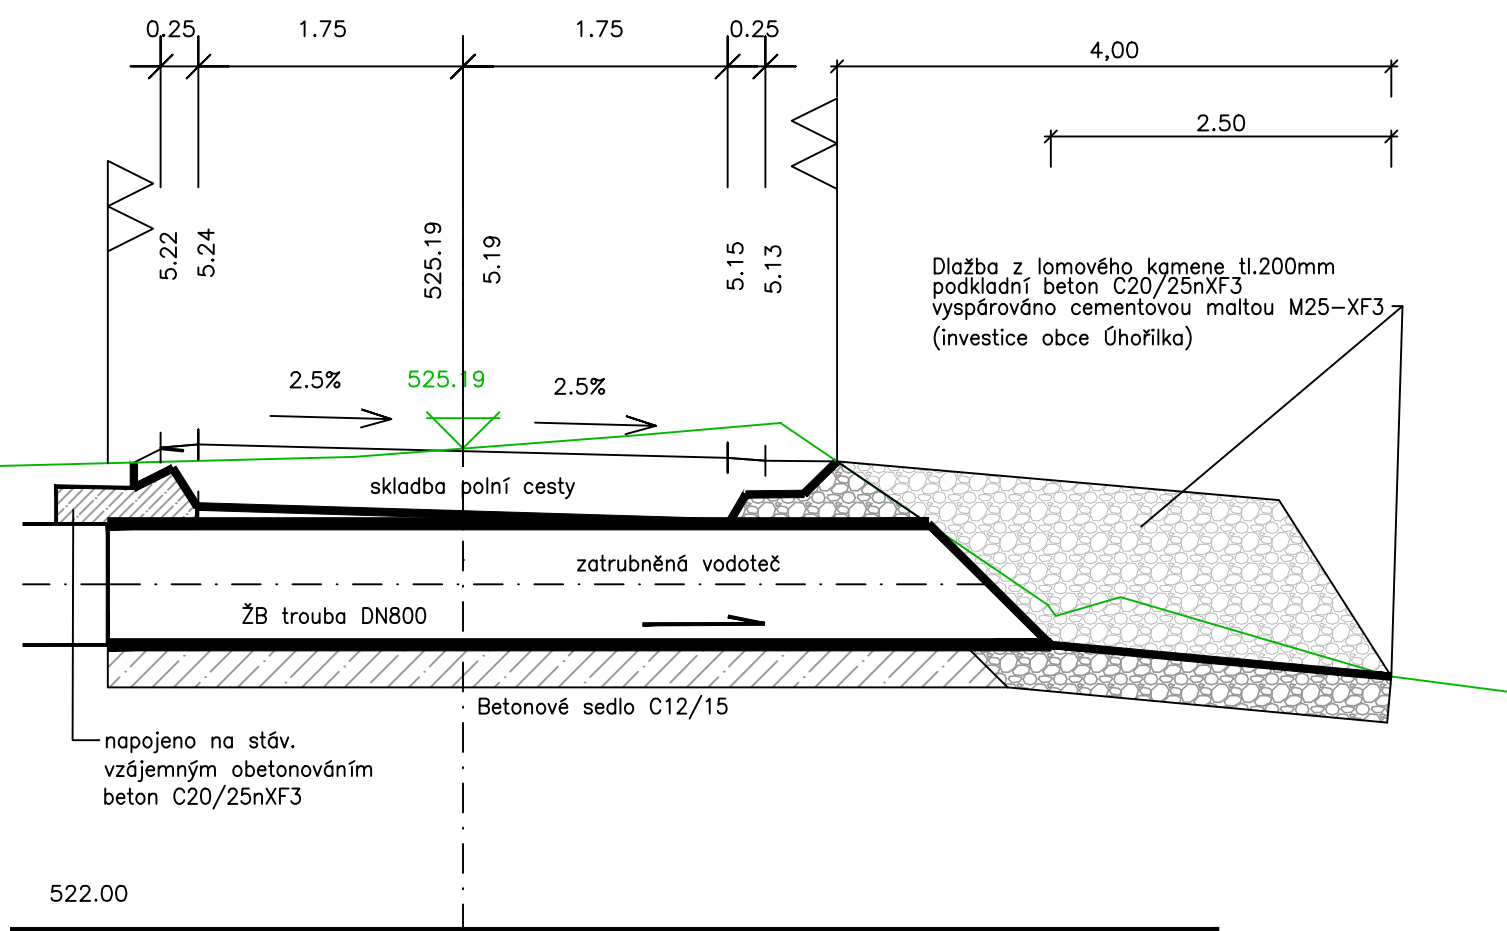 0.25 1.75 1.75 0.25
4,00
2.50
5.22 5.24 525.19 5.19 5.15 5.13
Dlažba z lomového kamene tl.200mm
podkladní beton C20/25nXF3
vyspárováno cementovou maltou M25-XF3
(investice obce Úhořilka)
2.5% 525.19 2.5%
skladba polní cesty
zatrubněná vodoteč
ŽB trouba DN800
Betonové sedlo C12/15
napojeno na stáv.
vzájemným obetonováním
beton C20/25nXF3
522.00